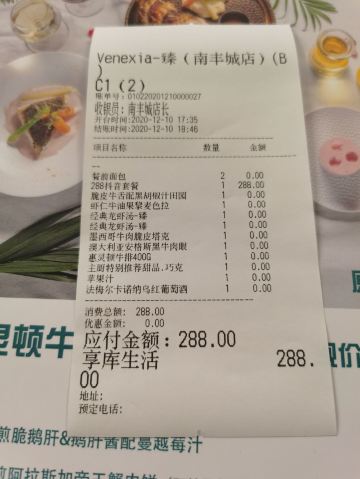 Venexia-臻（南丰城店）(B
)
C1（2）
账单号: 010220201210000027
收银员: 南丰城店长
开台时间:2020-12-10 17:35
结账时间:2020-12-10 18:46
项目名称 数量 金额
餐前面包 2 0.00
288抖音套餐 1 288.00
脆皮牛舌配黑胡椒汁田园 1 0.00
虾仁牛油果擎麦色拉 1 0.00
经典龙虾汤-臻 1 0.00
经典龙虾汤-臻 1 0.00
墨西哥牛肉脆皮塔克 1 0.00
澳大利亚安格斯黑牛肉眼 1 0.00
惠灵顿牛排400G 1 0.00
主厨特别推荐甜品.巧克 1 0.00
苹果汁 1 0.00
法梅尔卡诺纳乌红葡萄酒 1 0.00
消费总额: 288.00
优惠金额: 0.00
应付金额：288.00
享库生活 288.
00
地址:
预定电话:
灵顿牛
煎脆鹅肝&鹅肝酱配蔓越莓汁